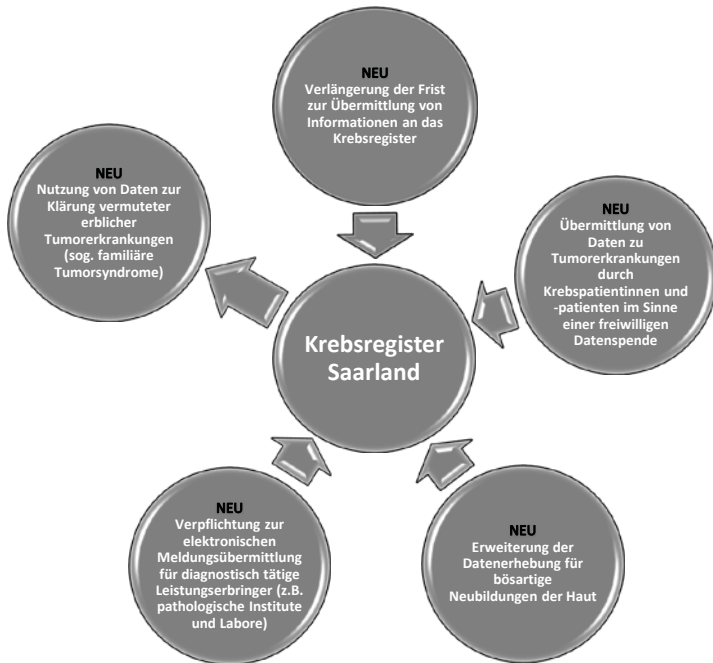 NEU
Verlängerung der Frist
zur Übermittlung von
Informationen an das
Krebsregister
NEU
Nutzung von Daten zur
Klärung vermuteter
erblicher
Tumorerkrankungen
(sog. familiäre
Tumorsyndrome)
NEU
Übermittlung von
Daten zu
Tumorerkrankungen
durch
Krebspatientinnen und
-patienten im Sinne
einer freiwilligen
Datenspende
Krebsregister
Saarland
NEU
Verpflichtung zur
elektronischen
Meldungsübermittlung
für diagnostisch tätige
Leistungserbringer (z.B.
pathologische Institute
und Labore)
NEU
Erweiterung der
Datenerhebung für
bösartige
Neubildungen der Haut